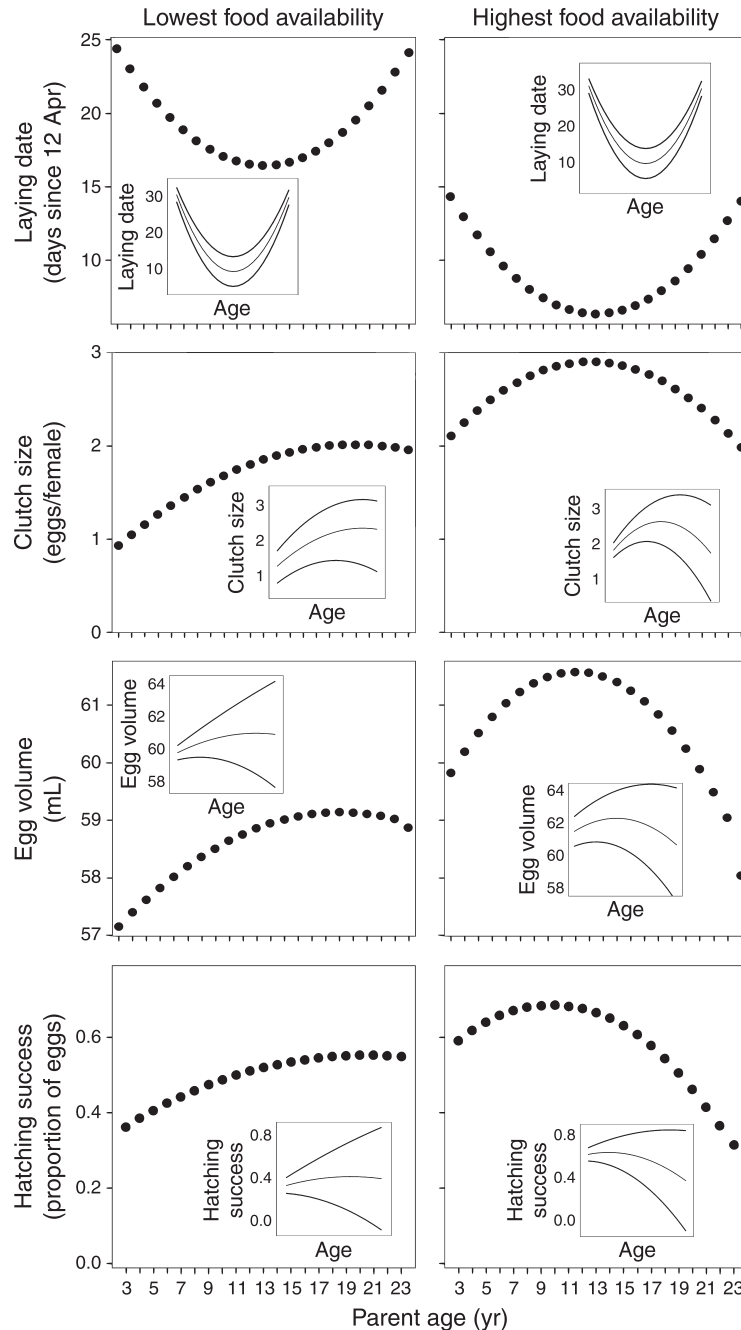 Lowest food availability
Highest food availability
Laying date
(days since 12 Apr)
25
20
15
10
Laying date
30
20
10
Age
Laying date
30
20
10
Age
Clutch size
(eggs/female)
3
2
1
0
Clutch size
3
2
1
Age
Clutch size
3
2
1
Age
Egg volume
(mL)
61
60
59
58
57
Egg volume
64
62
60
58
Age
Egg volume
64
62
60
58
Age
Hatching success
(proportion of eggs)
0.6
0.4
0.2
0.0
Hatching
success
0.8
0.4
0.0
Age
Hatching
success
0.8
0.4
0.0
Age
3 5 7 9 11 13 15 17 19 21 23
3 5 7 9 11 13 15 17 19 21 23
Parent age (yr)